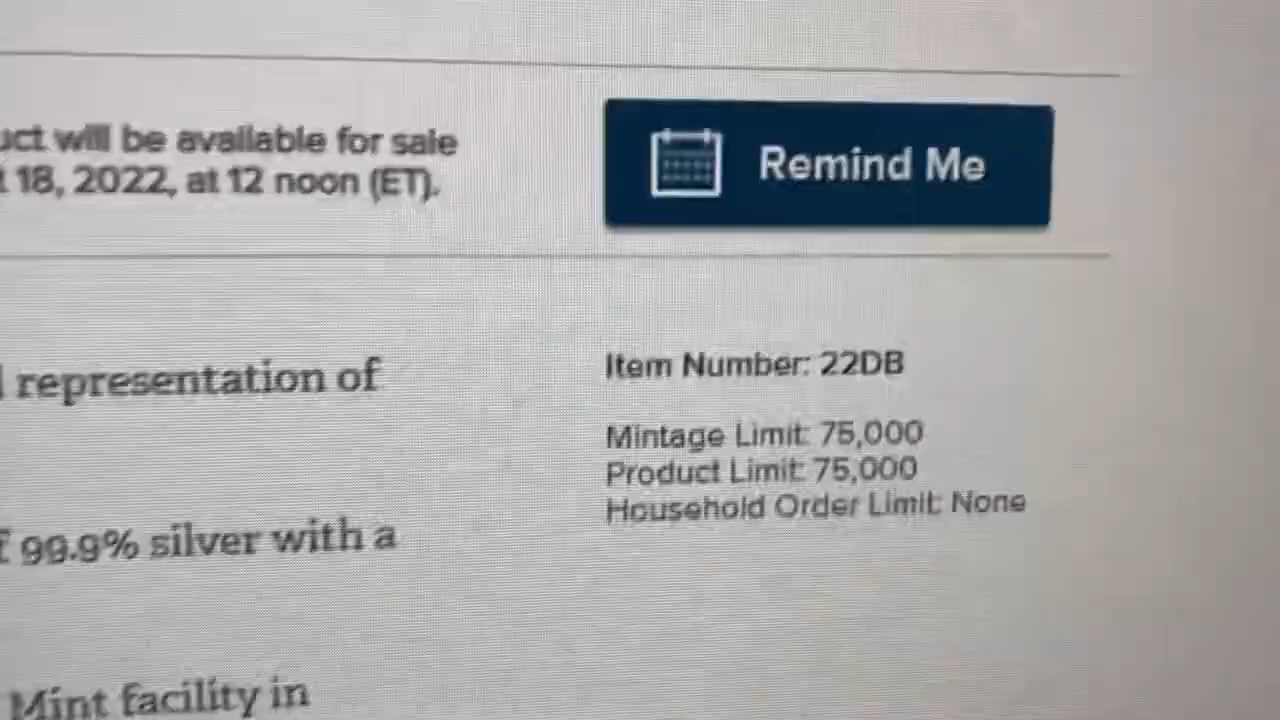 uct will be available for sale
t 18, 2022, at 12 noon (ET).
Remind Me
representation of
Item Number: 22DB
Mintage Limit: 75,000
Product Limit: 75,000
Household Order Limit: None
99.9% silver with a
Mint facility in